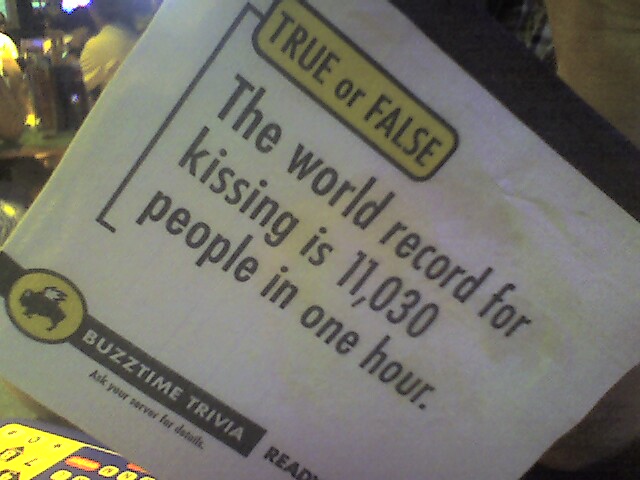 TRUE or FALSE
The world record for
kissing is 11,030
people in one hour.
BUZZTIME TRIVIA
Ask your server for details.